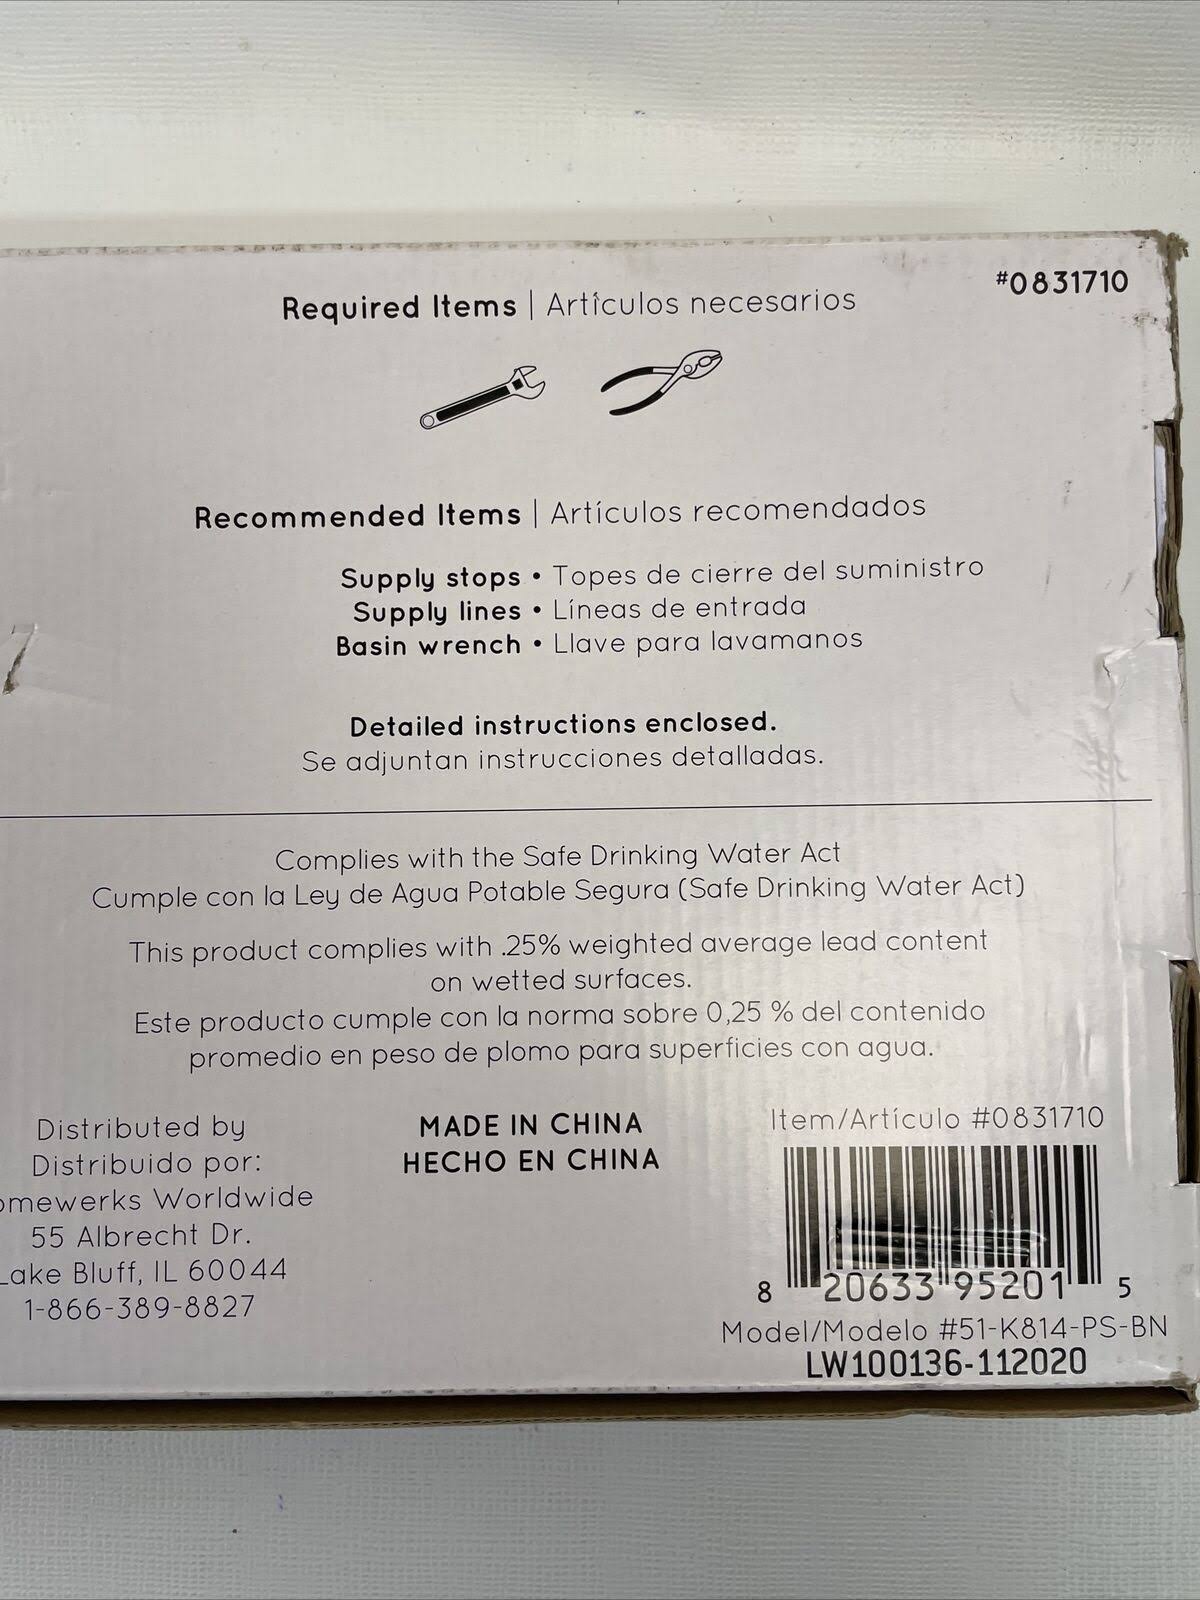 #0831710
Required Items | Artículos necesarios
Recommended Items | Artículos recomendados
Supply stops • Topes de cierre del suministro
Supply lines • Líneas de entrada
Basin wrench • Llave para lavamanos
Detailed instructions enclosed.
Se adjuntan instrucciones detalladas.
Complies with the Safe Drinking Water Act
Cumple con la Ley de Agua Potable Segura (Safe Drinking Water Act)
This product complies with .25% weighted average lead content
on wetted surfaces.
Este producto cumple con la norma sobre 0,25 % del contenido
promedio en peso de plomo para superficies con agua.
Distributed by
Distribuido por:
omewerks Worldwide
55 Albrecht Dr.
Lake Bluff, IL 60044
1-866-389-8827
MADE IN CHINA
HECHO EN CHINA
Item/Artículo #0831710
8 20633 95201 5
Model/Modelo #51-K814-PS-BN
LW100136-112020